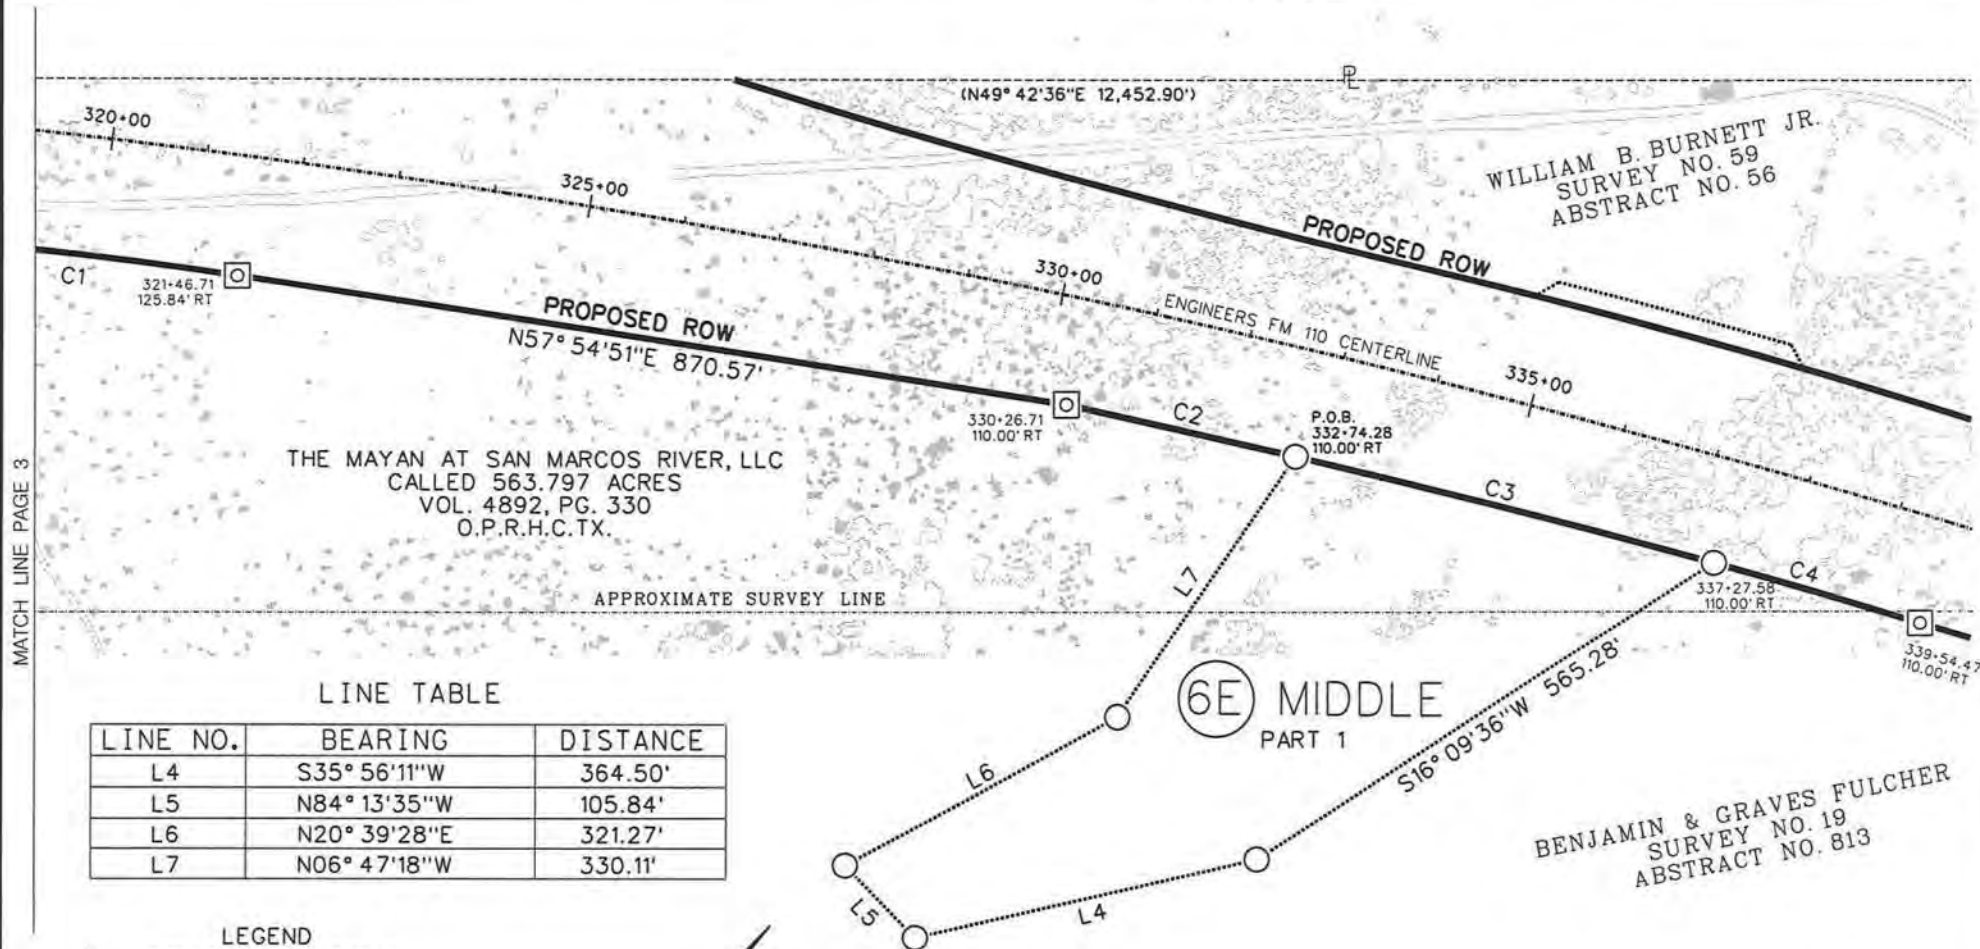 (N49°42'36"E 12,452.90')
PL
320+00
325+00
330+00
335+00
WILLIAM B. BURNETT JR.
SURVEY NO. 59
ABSTRACT NO. 56
PROPOSED ROW
ENGINEERS FM 110 CENTERLINE
C1
321+46.71
125.84' RT
PROPOSED ROW
N57°54'51"E 870.57'
330+26.71
110.00' RT
C2
P.O.B.
332+74.28
110.00' RT
C3
337+27.58
110.00' RT
C4
339+54.47
110.00' RT
MATCH LINE PAGE 3
THE MAYAN AT SAN MARCOS RIVER, LLC
CALLED 563.797 ACRES
VOL. 4892, PG. 330
O.P.R.H.C.TX.
APPROXIMATE SURVEY LINE
L7
6E MIDDLE
PART 1
S16°09'36"W 565.28'
L6
L5
L4
BENJAMIN & GRAVES FULCHER
SURVEY NO. 19
ABSTRACT NO. 813
LINE TABLE
LINE NO. BEARING DISTANCE
L4 S35°56'11"W 364.50'
L5 N84°13'35"W 105.84'
L6 N20°39'28"E 321.27'
L7 N06°47'18"W 330.11'
LEGEND